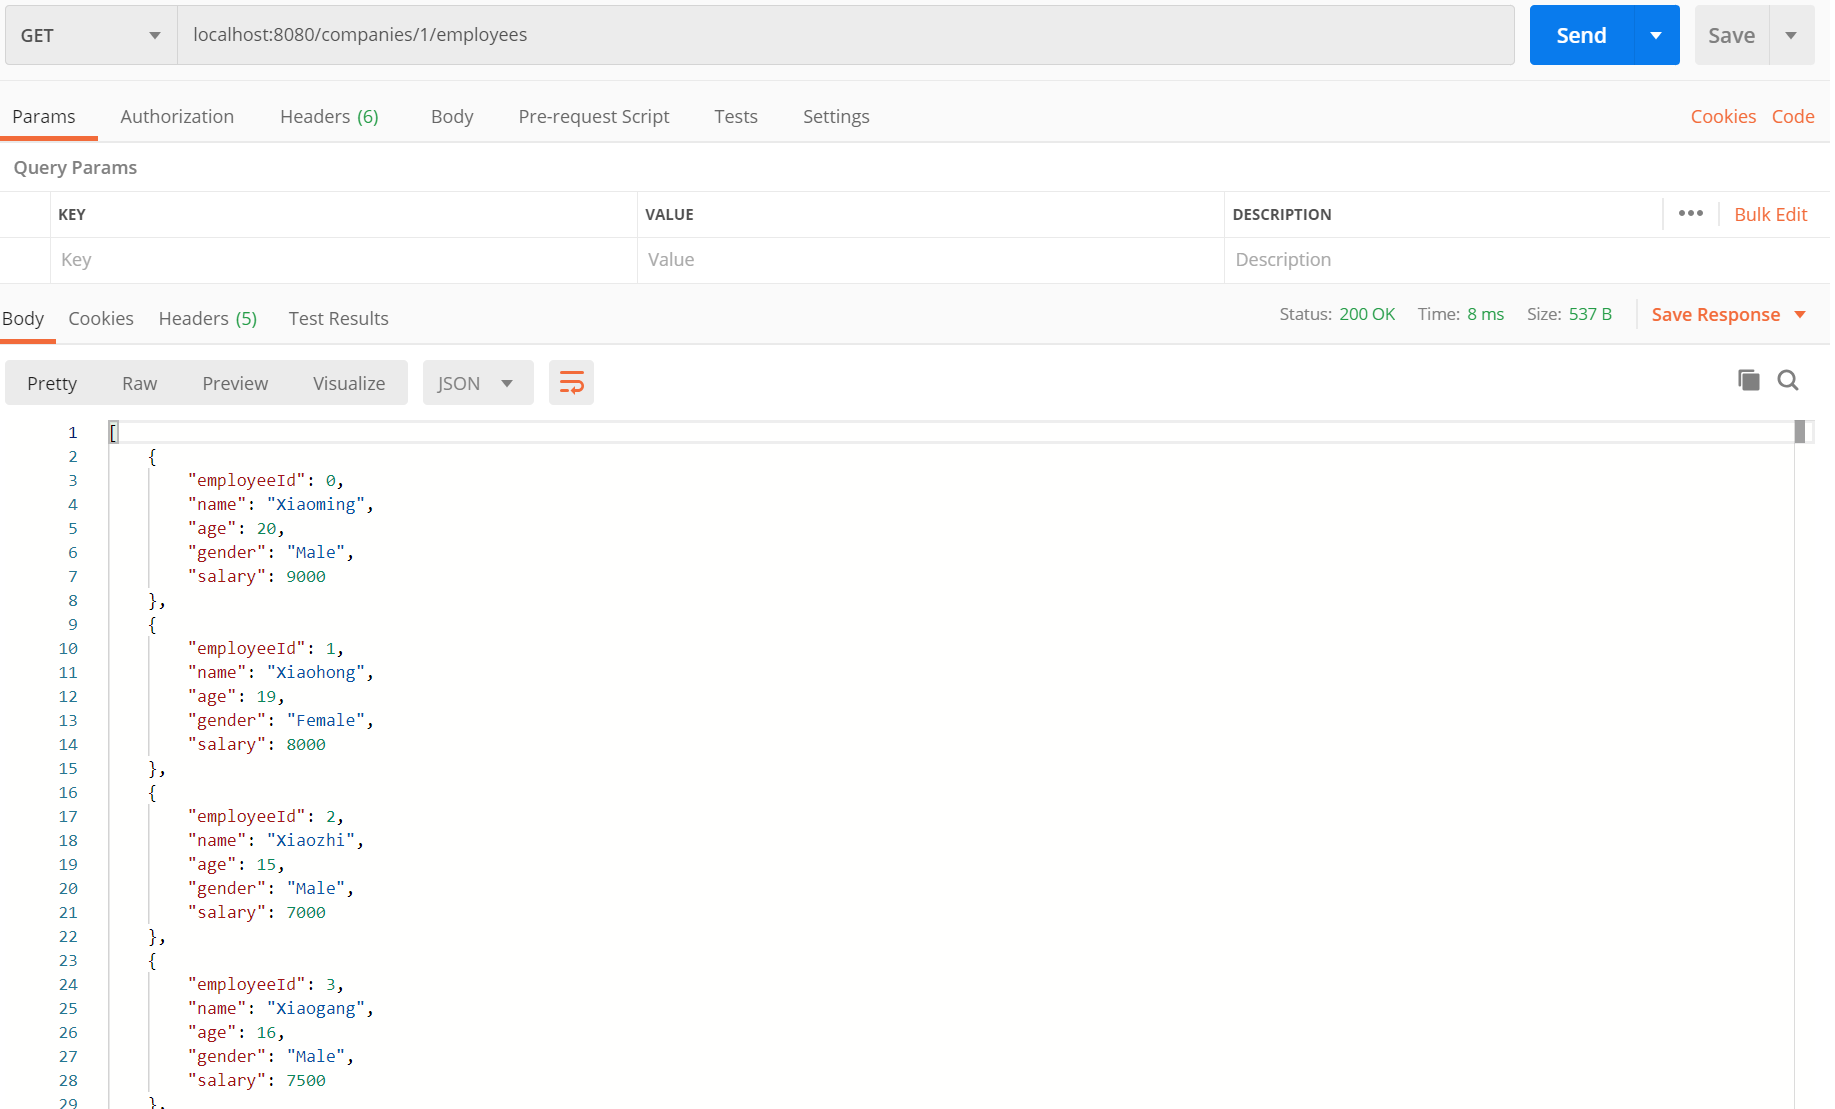 GET localhost:8080/companies/1/employees Send Save
Params Authorization Headers (6) Body Pre-request Script Tests Settings Cookies Code
Query Params
KEY VALUE DESCRIPTION ••• Bulk Edit
Key Value Description
Body Cookies Headers (5) Test Results Status: 200 OK Time: 8 ms Size: 537 B Save Response
Pretty Raw Preview Visualize JSON
1 [
2 {
3 "employeeId": 0,
4 "name": "Xiaoming",
5 "age": 20,
6 "gender": "Male",
7 "salary": 9000
8 },
9 {
10 "employeeId": 1,
11 "name": "Xiaohong",
12 "age": 19,
13 "gender": "Female",
14 "salary": 8000
15 },
16 {
17 "employeeId": 2,
18 "name": "Xiaozhi",
19 "age": 15,
20 "gender": "Male",
21 "salary": 7000
22 },
23 {
24 "employeeId": 3,
25 "name": "Xiaogang",
26 "age": 16,
27 "gender": "Male",
28 "salary": 7500
29 },